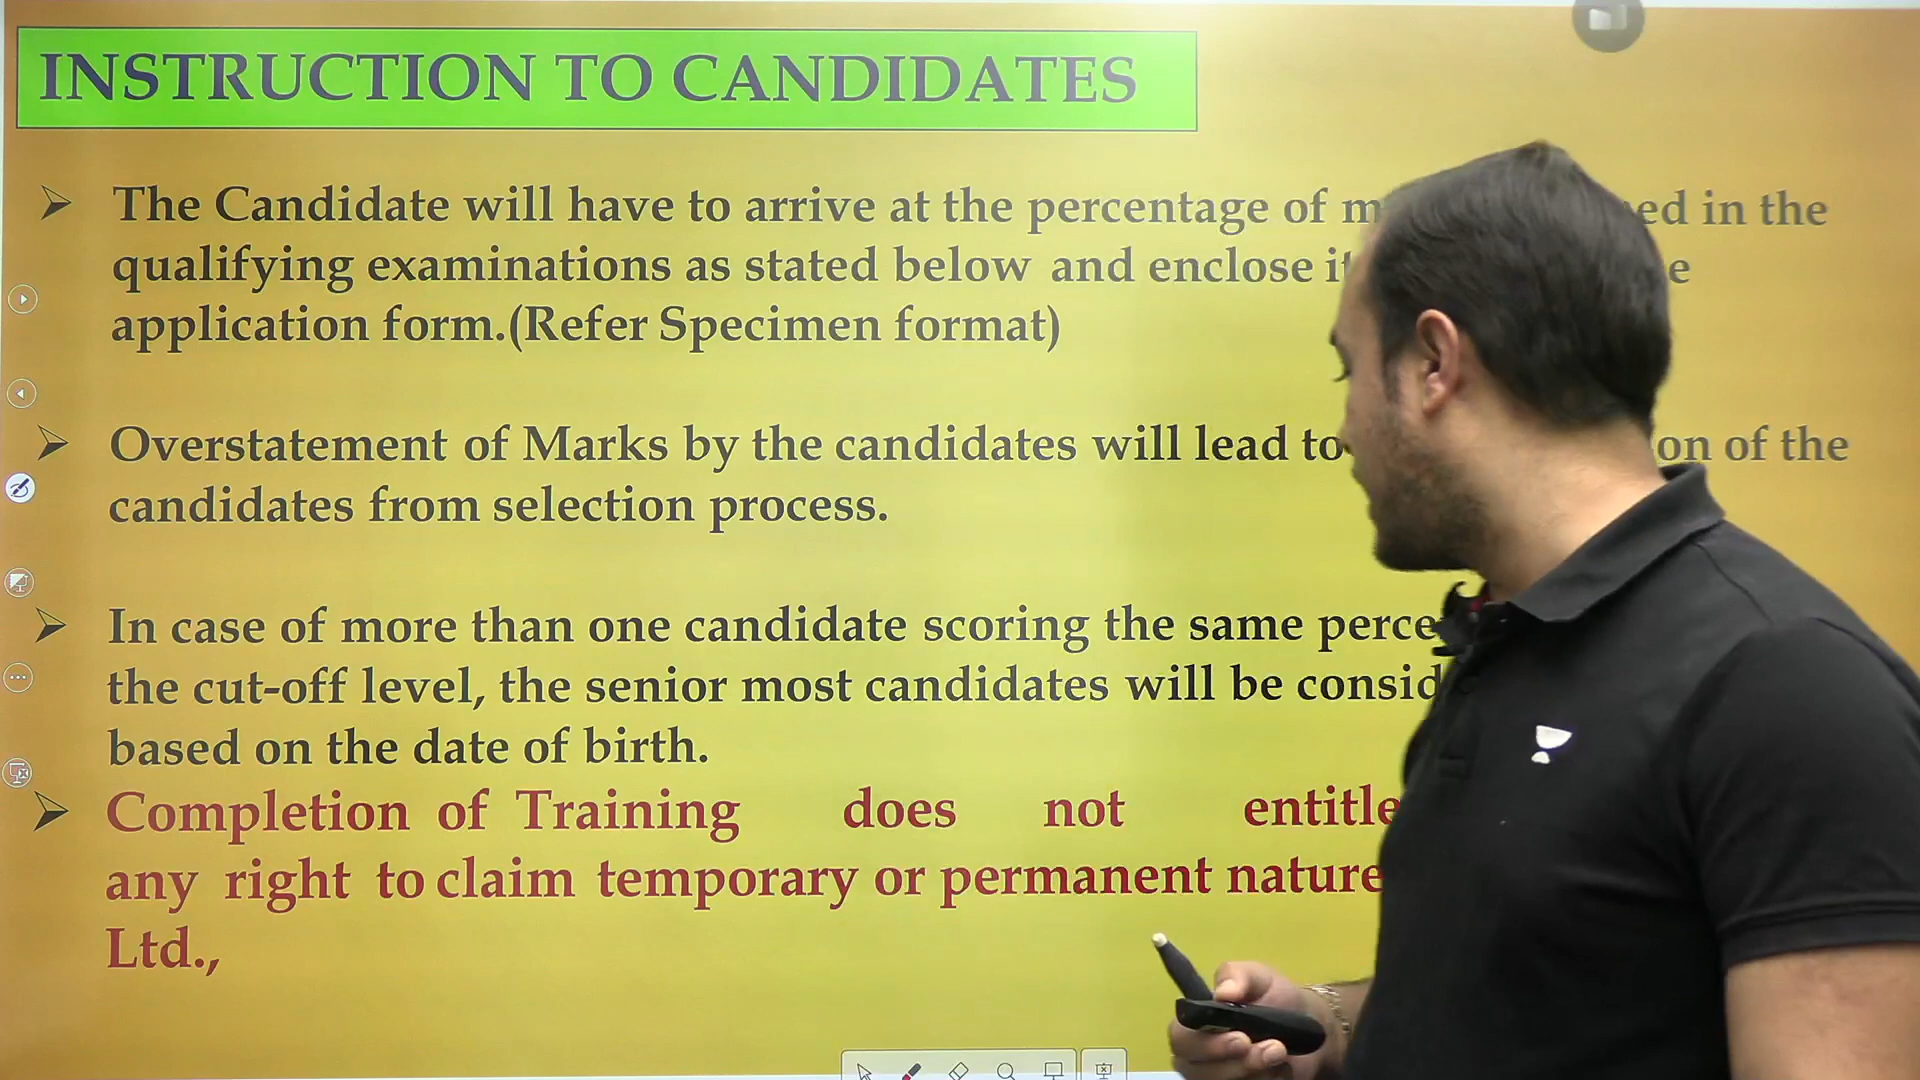 INSTRUCTION TO CANDIDATES
The Candidate will have to arrive at the percentage of in the
qualifying examinations as stated below and enclose
application form.(Refer Specimen format)
Overstatement of Marks by the candidates will lead to of the
candidates from selection process.
In case of more than one candidate scoring the same
the cut-off level, the senior most candidates will be
based on the date of birth.
Completion of Training does not entitle
any right to claim temporary or permanent nature
Ltd.,